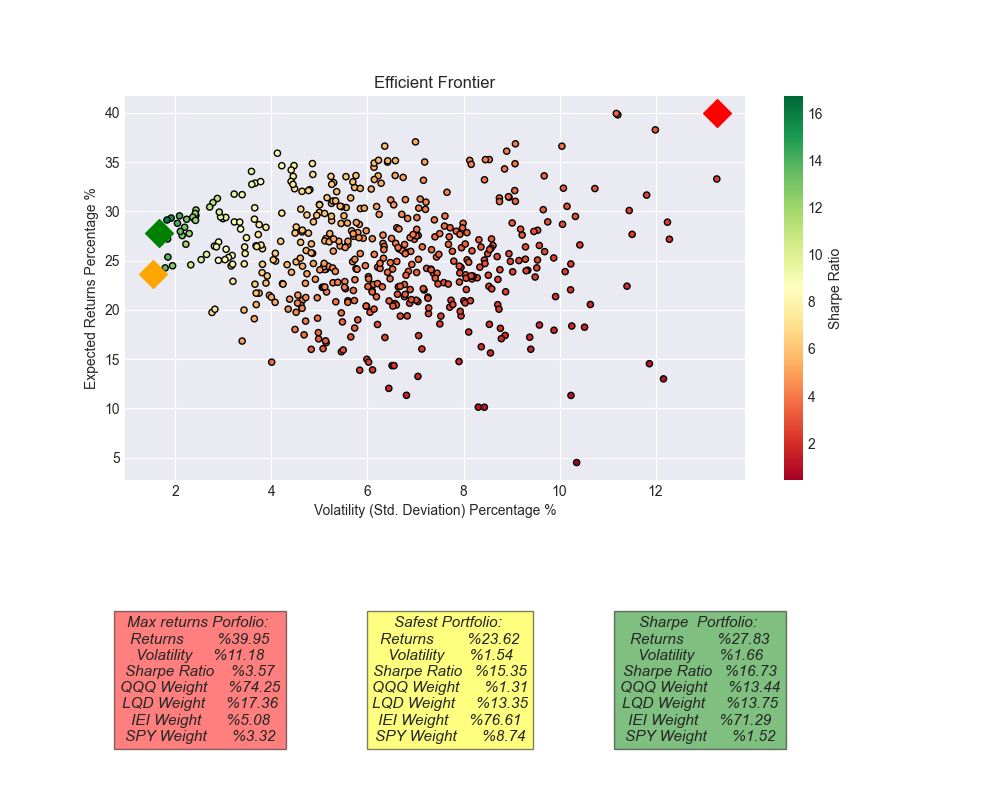 Efficient Frontier
Expected Returns Percentage %
40
35
30
25
20
15
10
5
2 4 6 8 10 12
Volatility (Std. Deviation) Percentage %
16
14
12
10
8
6
4
2
Sharpe Ratio
Max returns Porfolio:
Returns %39.95
Volatility %11.18
Sharpe Ratio %3.57
QQQ Weight %74.25
LQD Weight %17.36
IEI Weight %5.08
SPY Weight %3.32
Safest Portfolio:
Returns %23.62
Volatility %1.54
Sharpe Ratio %15.35
QQQ Weight %1.31
LQD Weight %13.35
IEI Weight %76.61
SPY Weight %8.74
Sharpe Portfolio:
Returns %27.83
Volatility %1.66
Sharpe Ratio %16.73
QQQ Weight %13.44
LQD Weight %13.75
IEI Weight %71.29
SPY Weight %1.52